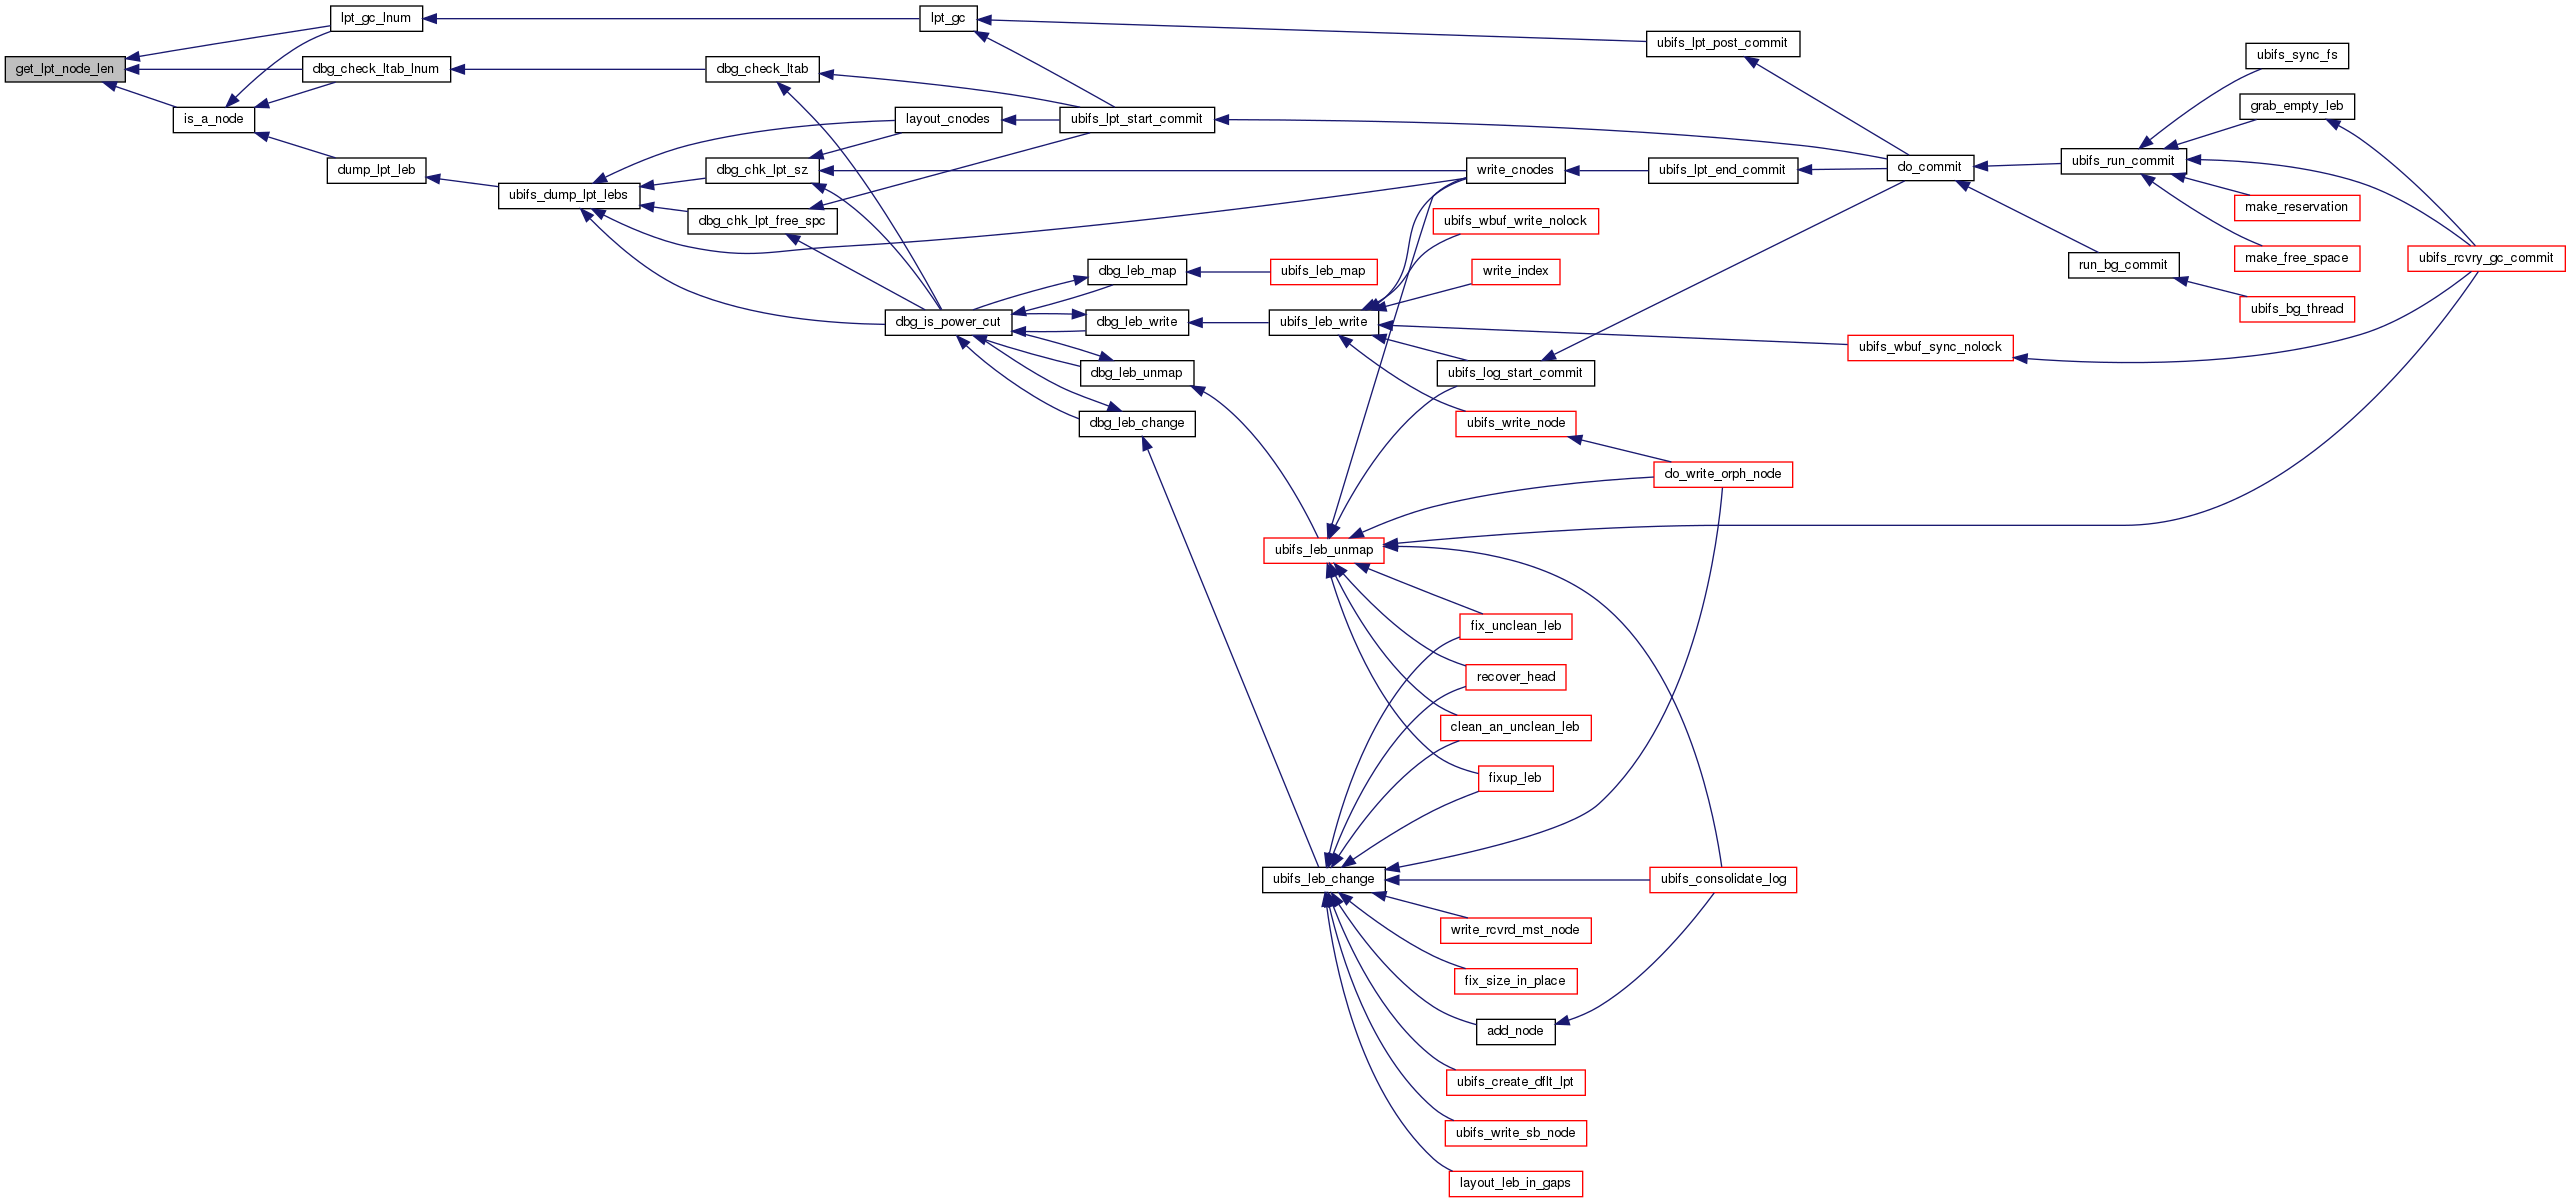 get_lpt_node_len
lpt_gc_lnum
dbg_check_ltab_lnum
is_a_node
dump_lpt_leb
ubifs_dump_lpt_lebs
lpt_gc
dbg_check_ltab
layout_cnodes
dbg_chk_lpt_sz
dbg_chk_lpt_free_spc
dbg_is_power_cut
ubifs_lpt_start_commit
dbg_leb_map
dbg_leb_write
dbg_leb_unmap
dbg_leb_change
ubifs_leb_map
ubifs_leb_write
ubifs_leb_unmap
ubifs_leb_change
write_cnodes
ubifs_wbuf_write_nolock
write_index
ubifs_log_start_commit
ubifs_write_node
fix_unclean_leb
recover_head
clean_an_unclean_leb
fixup_leb
write_rcvrd_mst_node
fix_size_in_place
add_node
ubifs_create_dflt_lpt
ubifs_write_sb_node
layout_leb_in_gaps
ubifs_lpt_post_commit
ubifs_lpt_end_commit
do_write_orph_node
ubifs_consolidate_log
do_commit
ubifs_wbuf_sync_nolock
ubifs_run_commit
run_bg_commit
ubifs_sync_fs
grab_empty_leb
make_reservation
make_free_space
ubifs_bg_thread
ubifs_rcvry_gc_commit